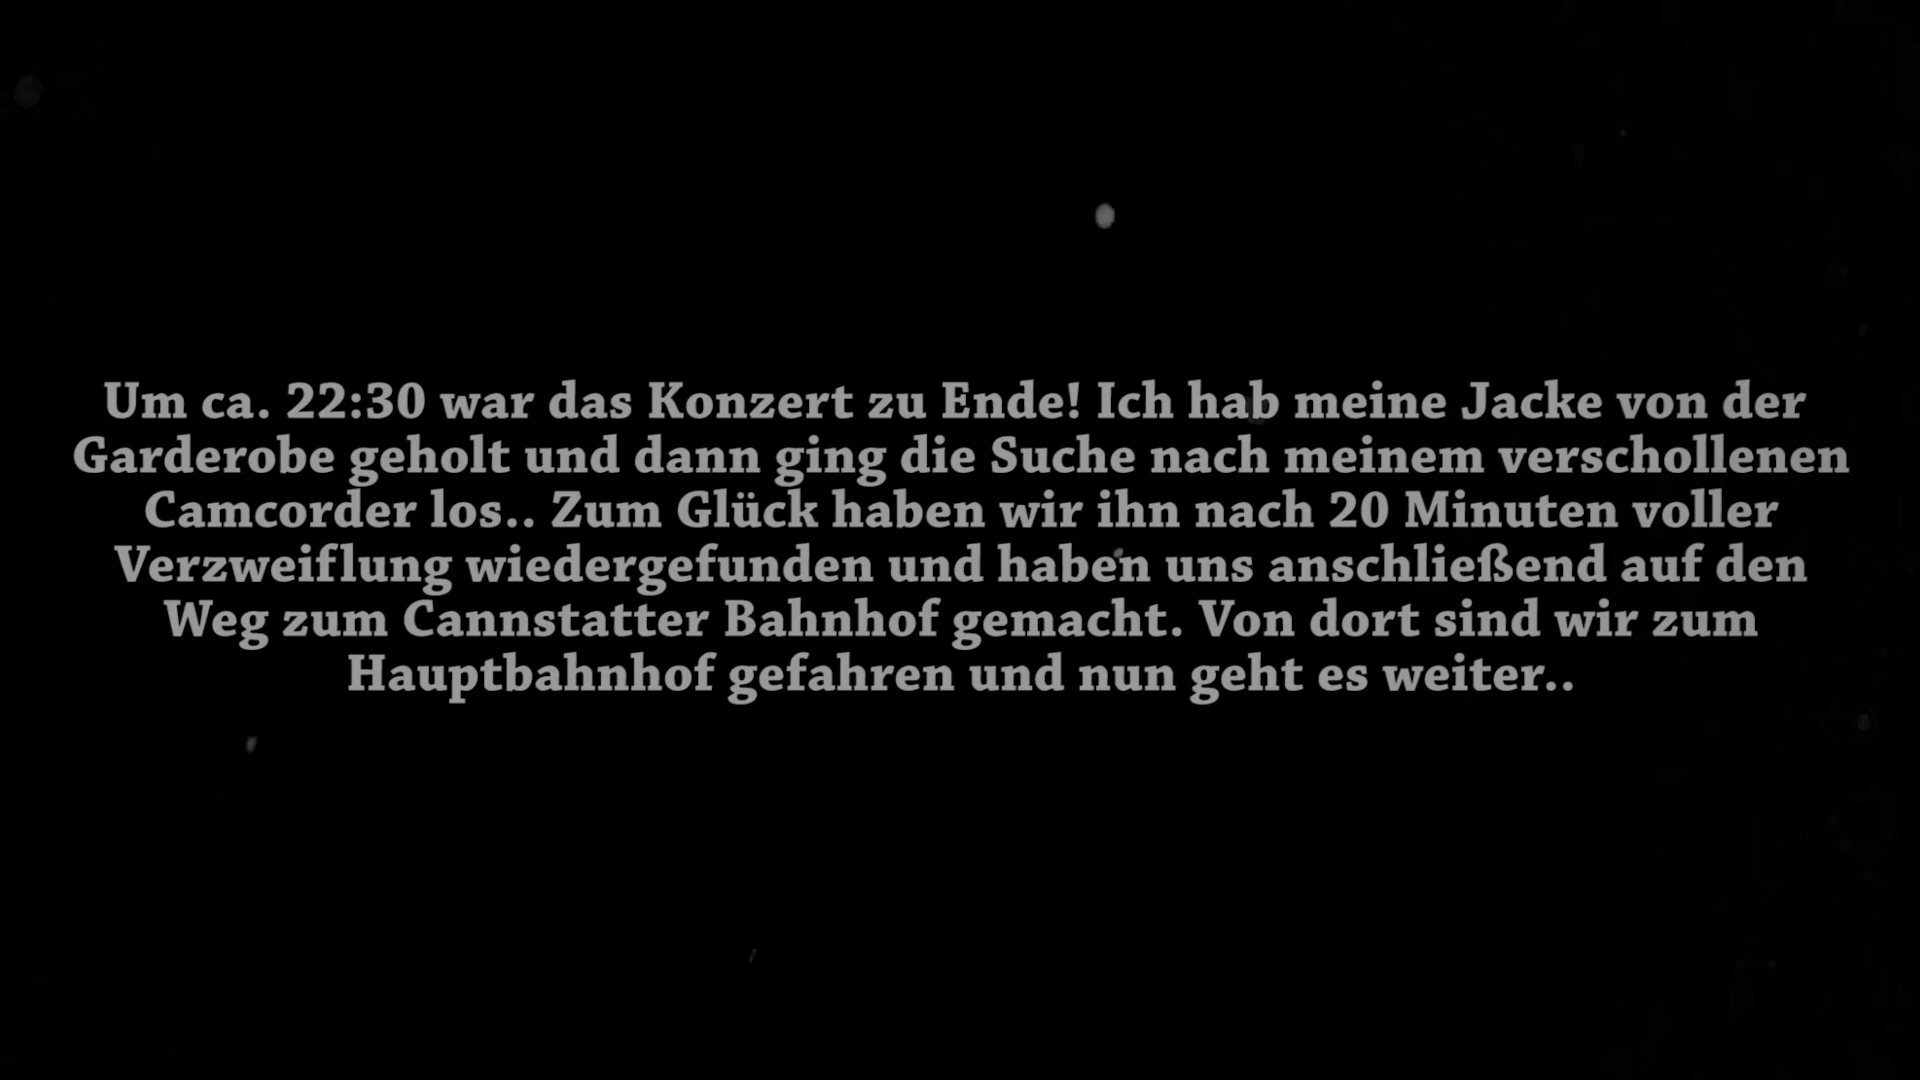 Um ca. 22:30 war das Konzert zu Ende! Ich hab meine Jacke von der
Garderobe geholt und dann ging die Suche nach meinem verschollenen
Camcorder los.. Zum Glück haben wir ihn nach 20 Minuten voller
Verzweiflung wiedergefunden und haben uns anschließend auf den
Weg zum Cannstatter Bahnhof gemacht. Von dort sind wir zum
Hauptbahnhof gefahren und nun geht es weiter..